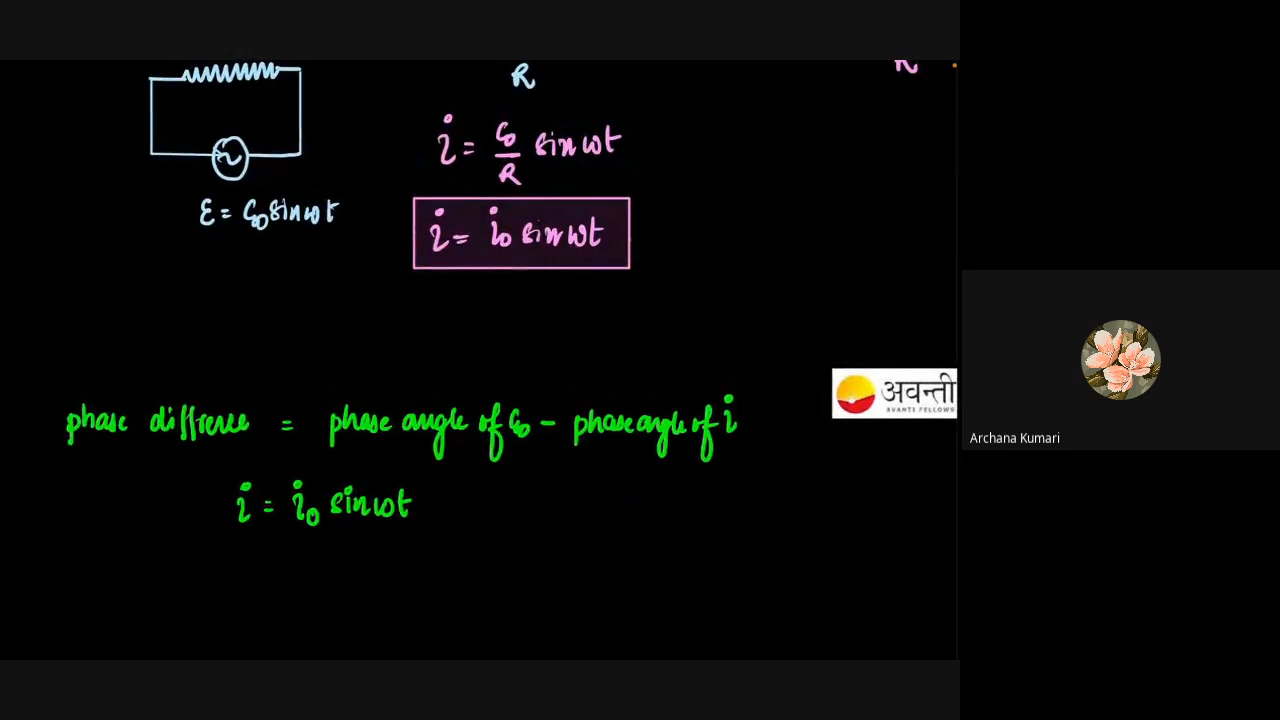 R
R
i = ε₀/R sin ωt
ε = ε₀ sin ωt
i = i₀ sin ωt
अवन्ती
AVANTI FELLOWS
phase diffrence = phase angle of ε₀ - phase angle of i
Archana Kumari
i = i₀ sin ωt